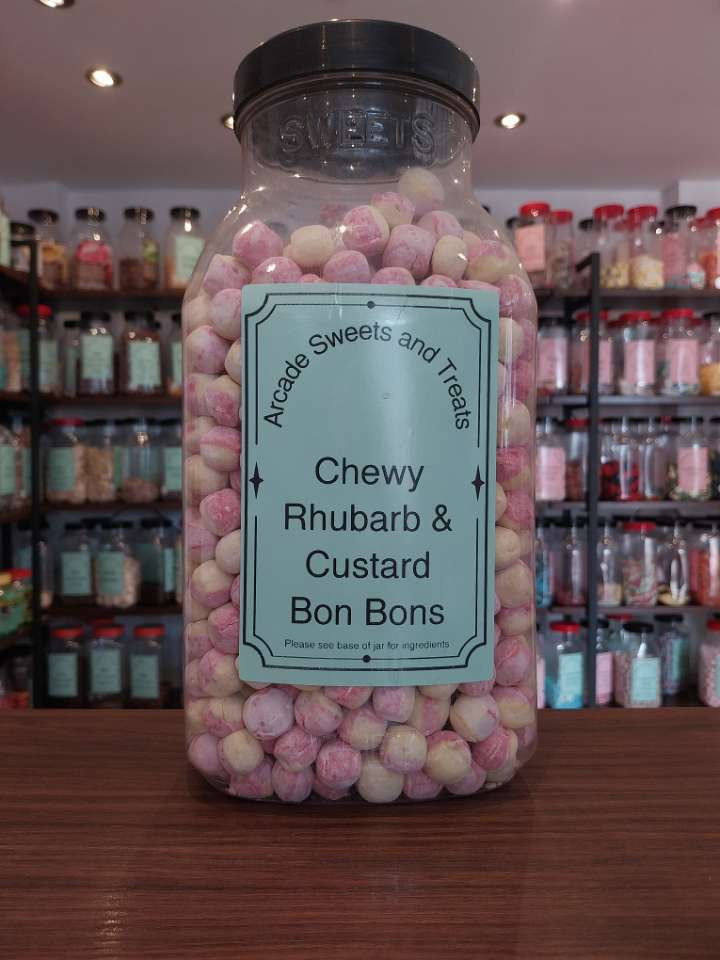 SWEETS
Arcade Sweets and Treats
Chewy
Rhubarb &
Custard
Bon Bons
Please see base of jar for ingredients